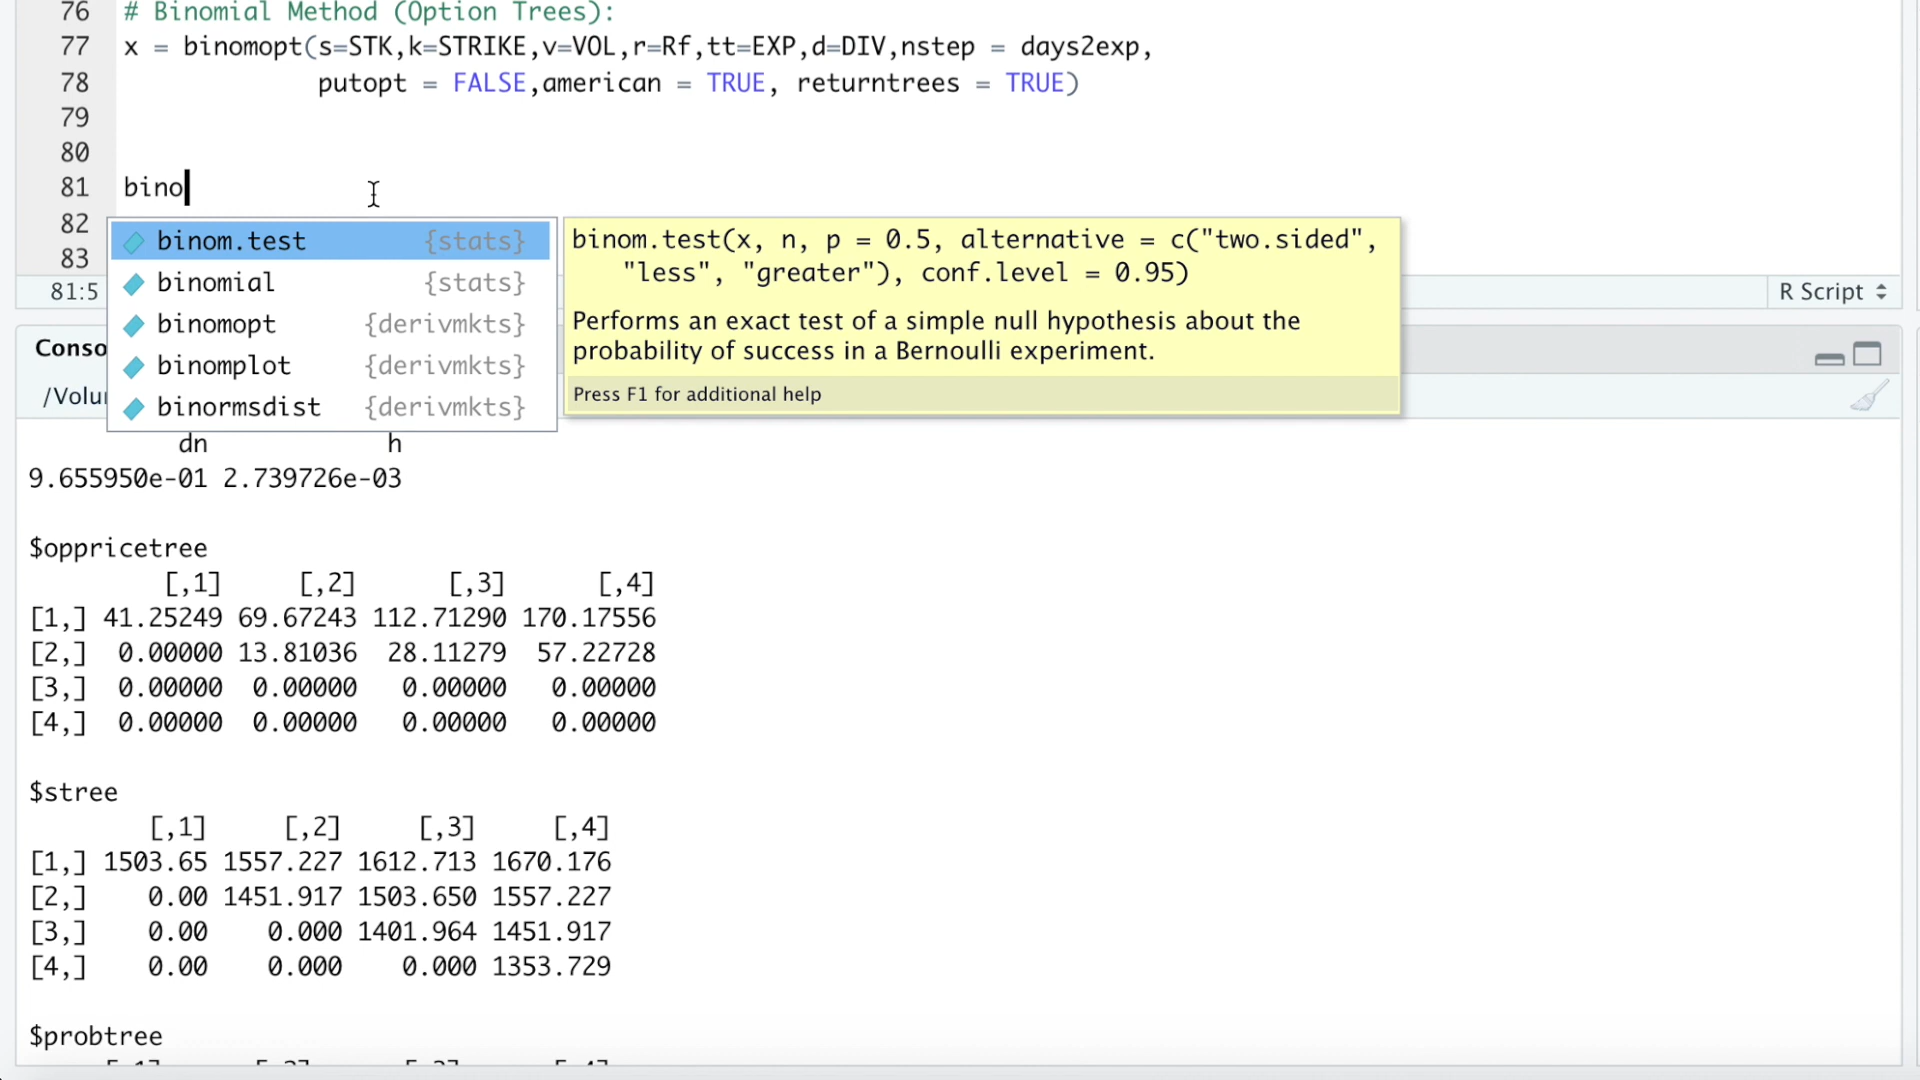 76 # Binomial Method (Option Trees):
77 x = binomopt(s=STK,k=STRIKE,v=VOL,r=Rf,tt=EXP,d=DIV,nstep = days2exp,
78 putopt = FALSE,american = TRUE, returntrees = TRUE)
79
80
81 bino
82
83
binom.test {stats}
binomial {stats}
binomopt {derivmkts}
binomplot {derivmkts}
binormsdist {derivmkts}
binom.test(x, n, p = 0.5, alternative = c("two.sided",
"less", "greater"), conf.level = 0.95)
Performs an exact test of a simple null hypothesis about the
probability of success in a Bernoulli experiment.
Press F1 for additional help
81:5 R Script
Conso
/Volu
dn h
9.655950e-01 2.739726e-03
$oppricetree
[,1] [,2] [,3] [,4]
[1,] 41.25249 69.67243 112.71290 170.17556
[2,] 0.00000 13.81036 28.11279 57.22728
[3,] 0.00000 0.00000 0.00000 0.00000
[4,] 0.00000 0.00000 0.00000 0.00000
$stree
[,1] [,2] [,3] [,4]
[1,] 1503.65 1557.227 1612.713 1670.176
[2,] 0.00 1451.917 1503.650 1557.227
[3,] 0.00 0.000 1401.964 1451.917
[4,] 0.00 0.000 0.000 1353.729
$probtree